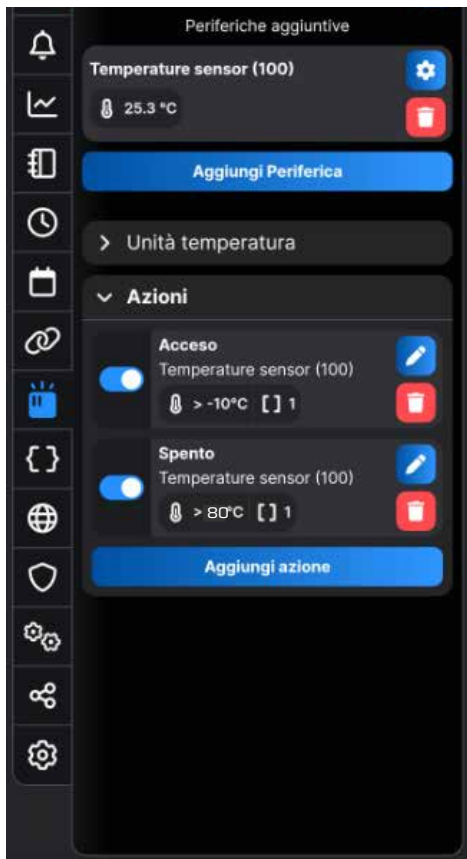 Periferiche aggiuntive
Temperature sensor (100)
25.3 °C
Aggiungi Periferica
Unità temperatura
Azioni
Acceso
Temperature sensor (100)
> -10°C [ ] 1
Spento
Temperature sensor (100)
> 80°C [ ] 1
Aggiungi azione